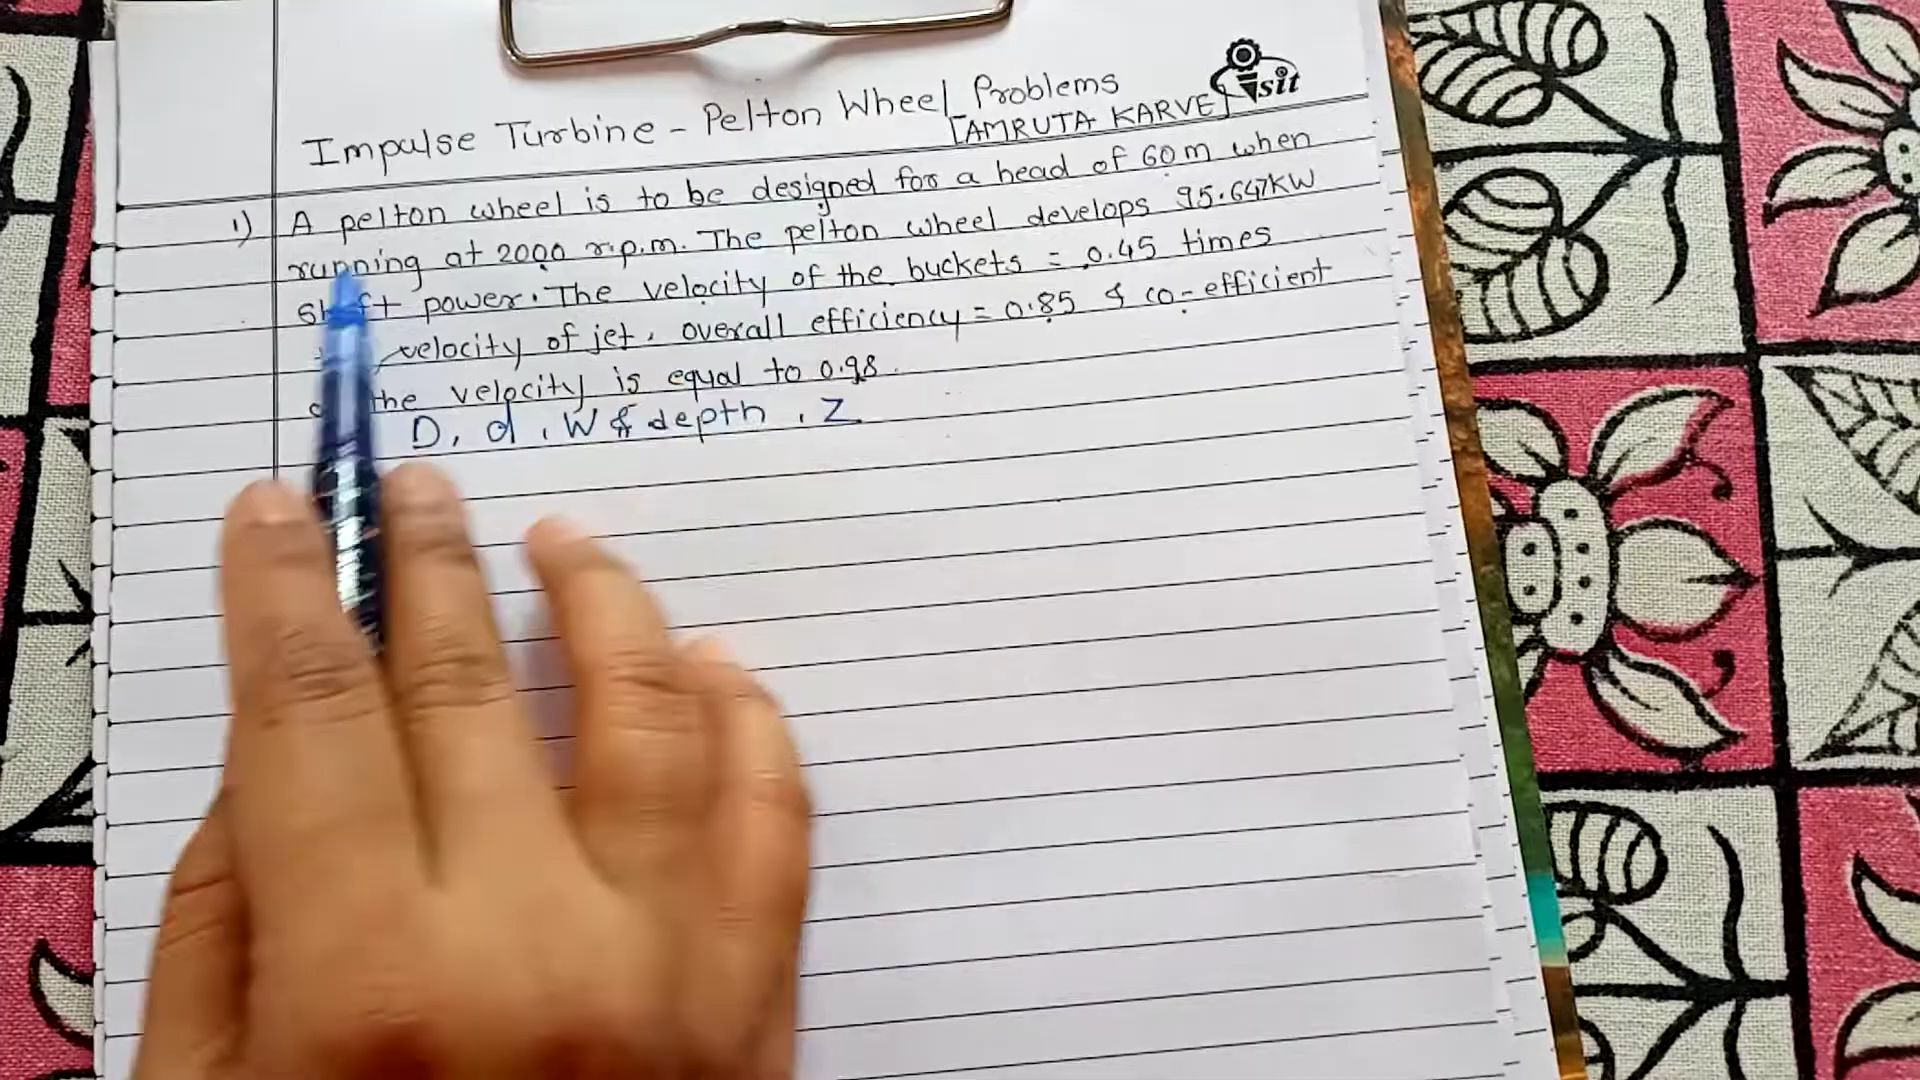 Impulse Turbine - Pelton Wheel Problems
[AMRUTA KARVE]
sit
1) A pelton wheel is to be designed for a head of 60m when
running at 2000 r.p.m. The pelton wheel develops 95.647KW
power. The velocity of the buckets = 0.45 times
velocity of jet, overall efficiency = 0.85 & co-efficient
the velocity is equal to 0.98.
D, d, W & depth, Z